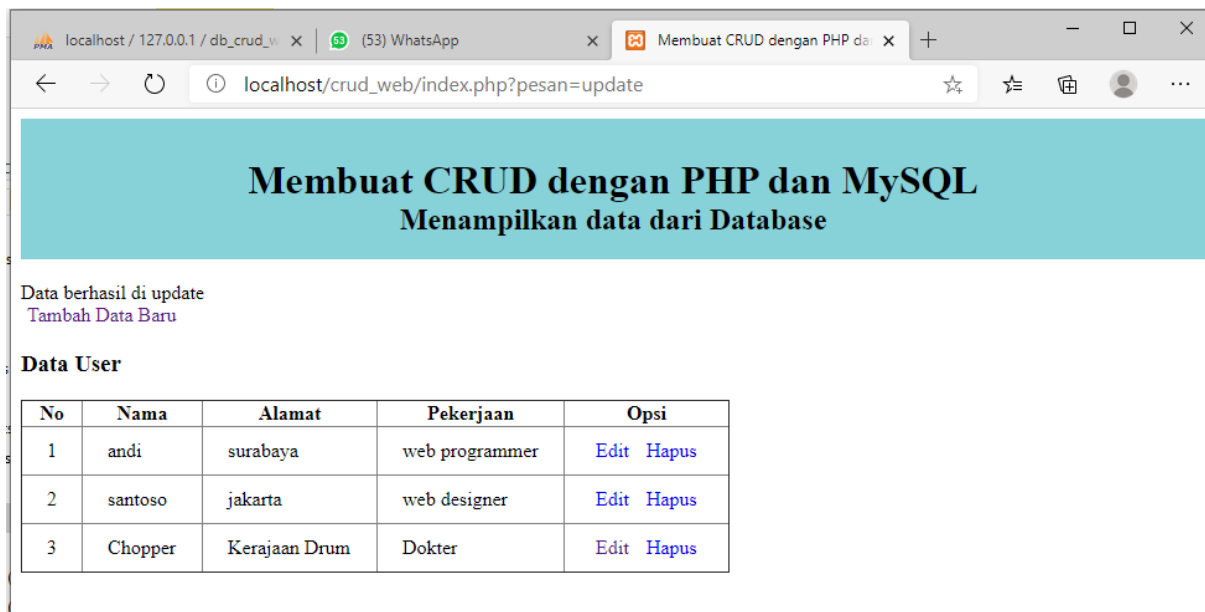 PMA localhost / 127.0.0.1 / db_crud_w 53 (53) WhatsApp Membuat CRUD dengan PHP da
localhost/crud_web/index.php?pesan=update
Membuat CRUD dengan PHP dan MySQL
Menampilkan data dari Database
Data berhasil di update
Tambah Data Baru
Data User
No Nama Alamat Pekerjaan Opsi
1 andi surabaya web programmer Edit Hapus
2 santoso jakarta web designer Edit Hapus
3 Chopper Kerajaan Drum Dokter Edit Hapus